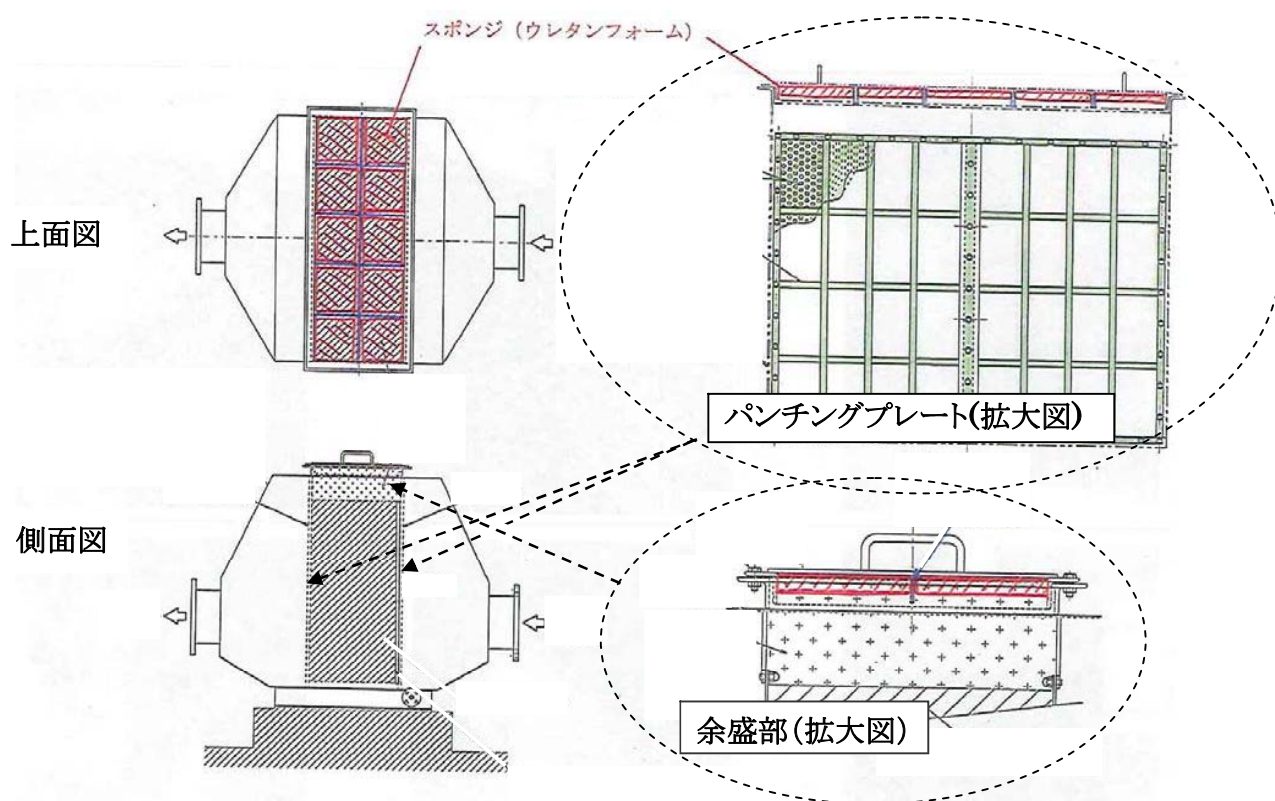 スポンジ（ウレタンフォーム）
上面図
パンチングプレート(拡大図)
側面図
余盛部（拡大図）